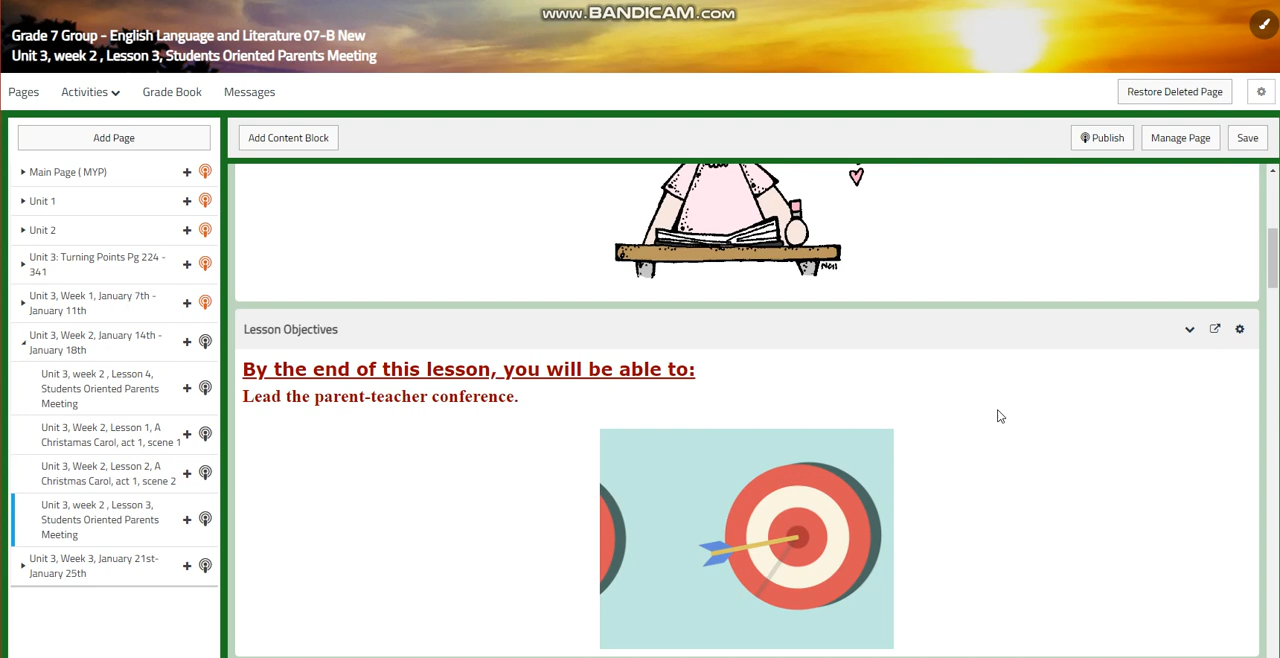 www.BANDICAM.com
Grade 7 Group - English Language and Literature 07-B New
Unit 3, week 2 , Lesson 3, Students Oriented Parents Meeting
Pages
Activities
Grade Book
Messages
Restore Deleted Page
Add Page
Add Content Block
Publish
Manage Page
Save
Main Page ( MYP)
Unit 1
Unit 2
Unit 3: Turning Points Pg 224 -
341
Unit 3, Week 1, January 7th -
January 11th
Unit 3, Week 2, January 14th -
January 18th
Unit 3, week 2 , Lesson 4,
Students Oriented Parents
Meeting
Unit 3, Week 2, Lesson 1, A
Christamas Carol, act 1, scene 1
Unit 3, Week 2, Lesson 2, A
Christmas Carol, act 1, scene 2
Unit 3, week 2 , Lesson 3,
Students Oriented Parents
Meeting
Unit 3, Week 3, January 21st-
January 25th
Lesson Objectives
By the end of this lesson, you will be able to:
Lead the parent-teacher conference.